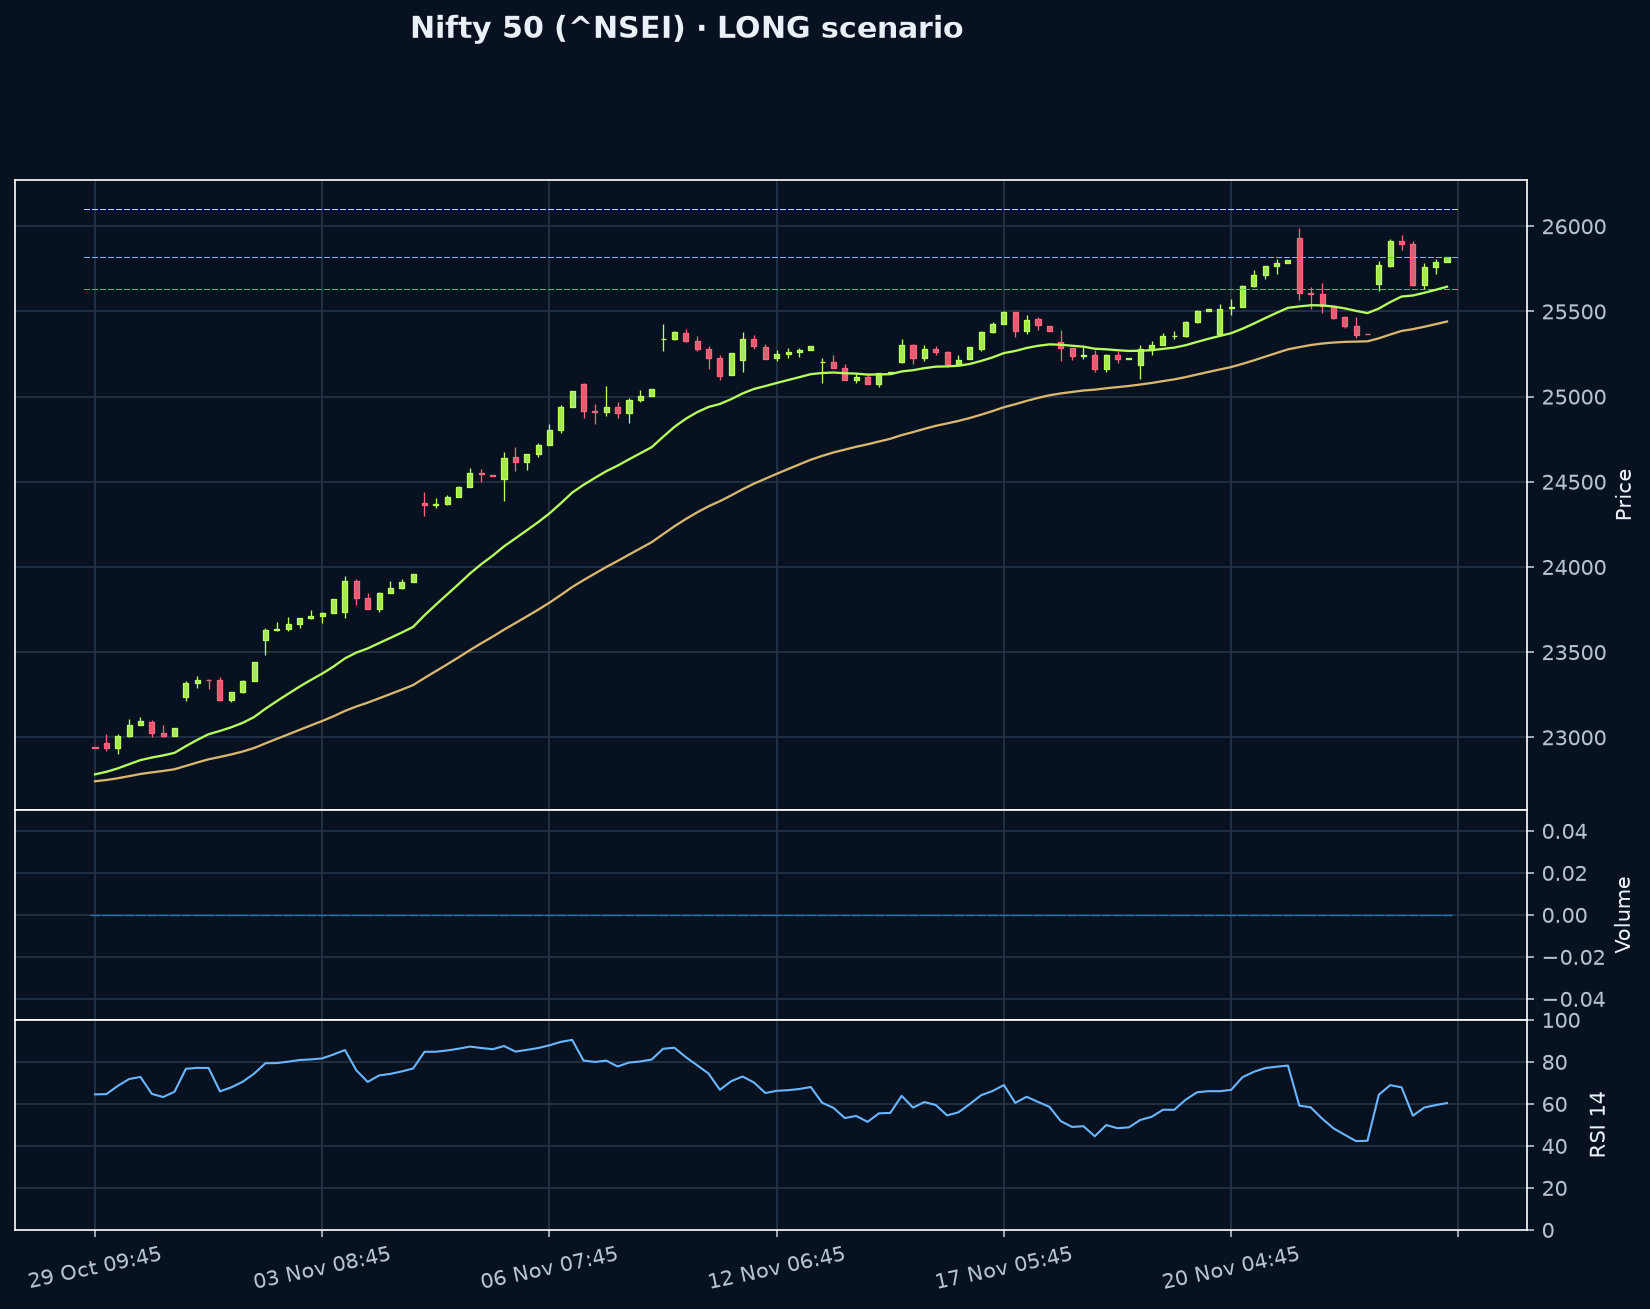 Nifty 50 (^NSEI) · LONG scenario
26000
25500
25000
24500
24000
23500
23000
Price
0.04
0.02
0.00
−0.02
−0.04
Volume
100
80
60
40
20
0
RSI 14
29 Oct 09:45
03 Nov 08:45
06 Nov 07:45
12 Nov 06:45
17 Nov 05:45
20 Nov 04:45